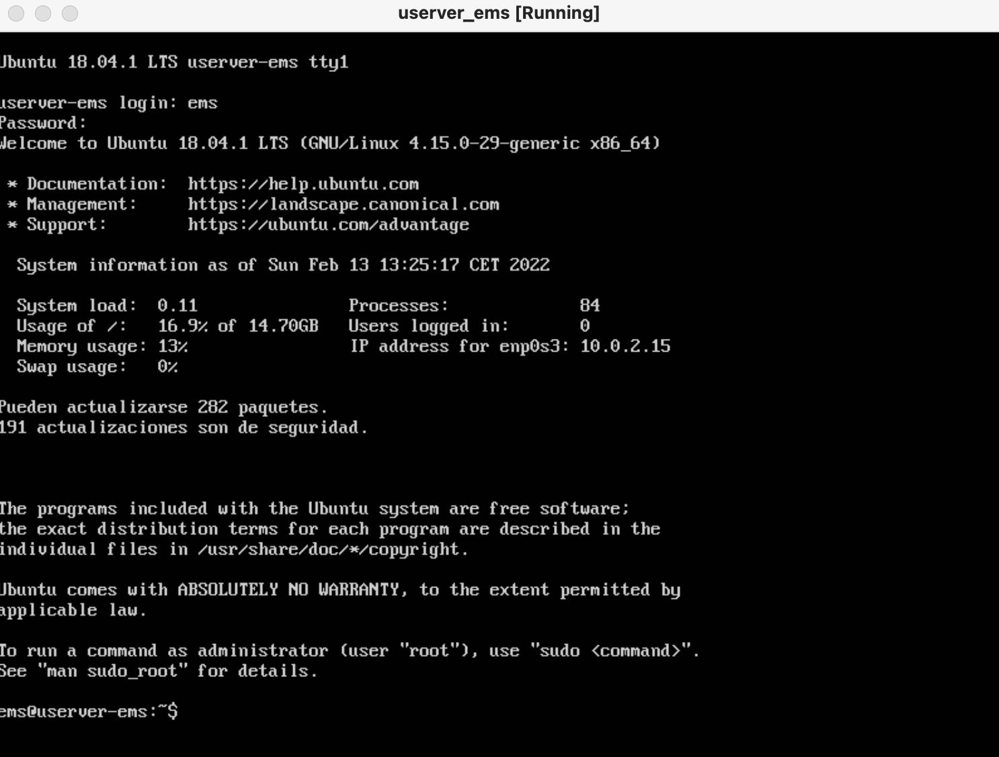 userver_ems [Running]
Ubuntu 18.04.1 LTS userver-ems tty1
userver-ems login: ems
Password:
Welcome to Ubuntu 18.04.1 LTS (GNU/Linux 4.15.0-29-generic x86_64)
* Documentation:  https://help.ubuntu.com
* Management:     https://landscape.canonical.com
* Support:        https://ubuntu.com/advantage
System information as of Sun Feb 13 13:25:17 CET 2022
System load:  0.11               Processes:             84
Usage of /:   16.9% of 14.70GB   Users logged in:       0
Memory usage: 13%                IP address for enp0s3: 10.0.2.15
Swap usage:   0%
Pueden actualizarse 282 paquetes.
191 actualizaciones son de seguridad.
The programs included with the Ubuntu system are free software;
the exact distribution terms for each program are described in the
individual files in /usr/share/doc/*/copyright.
Ubuntu comes with ABSOLUTELY NO WARRANTY, to the extent permitted by
applicable law.
To run a command as administrator (user "root"), use "sudo <command>".
See "man sudo_root" for details.
ems@userver-ems:~$